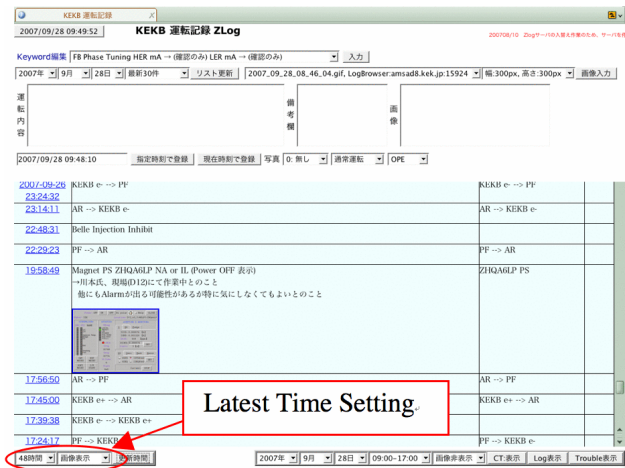 KEKB 運転記録
2007/09/28 09:49:52 KEKB 運転記録 ZLog
200708/10 Zlogサーバの入替え作業のため、サーバを作
Keyword編集 FB Phase Tuning HER mA → (確認のみ) LER mA → (確認のみ) 入力
2007年 9月 28日 最新30件 リスト更新 2007_09_28_08_46_04.gif, LogBrowser:amsad8.kek.jp:15924 幅:300px, 高さ:300px 画像入力
運転内容
備考欄
画像
2007/09/28 09:48:10 指定時刻で登録 現在時刻で登録 写真 0: 無し 通常運転 OPE
2007-09-26 23:24:32 KEKB e- --> PF KEKB e- --> PF
23:14:11 AR --> KEKB e- AR --> KEKB e-
22:48:31 Belle Injection Inhibit
22:29:23 PF --> AR PF --> AR
19:58:49 Magnet PS ZHQA6LP NA or IL (Power OFF 表示) ZHQA6LP PS
→川本氏、現場(D12)にて作業中とのこと
他にもAlarmが出る可能性があるが特に気にしなくてもよいとのこと
17:56:50 AR --> PF AR --> PF
17:45:00 KEKB e+ --> AR KEKB e+ --> AR
17:39:38 KEKB e- --> KEKB e+
17:24:17 PF --> KEKB PF --> KEKB e-
Latest Time Setting
48時間 画像表示 更新時間 2007年 9月 28日 09:00-17:00 画像非表示 CT:表示 Log表示 Trouble表示